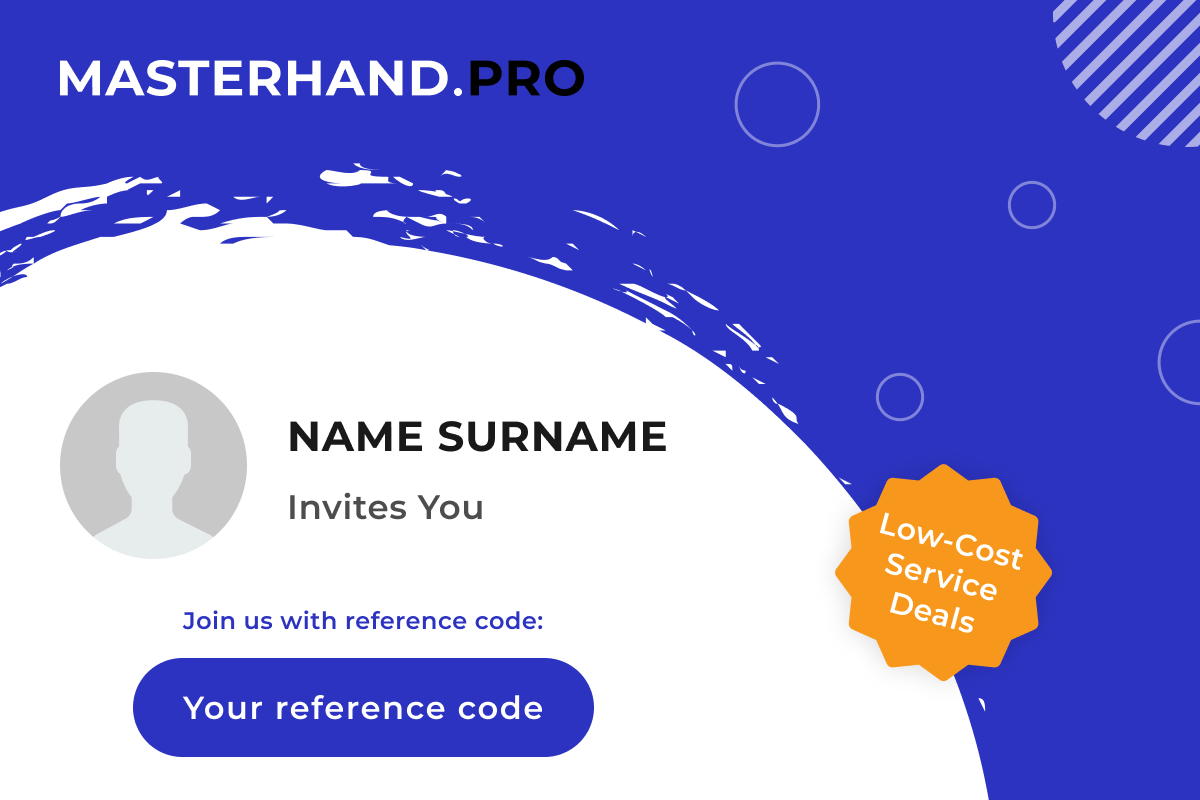 MASTERHAND.PRO
NAME SURNAME
Invites You
Low-Cost
Service
Deals
Join us with reference code:
Your reference code